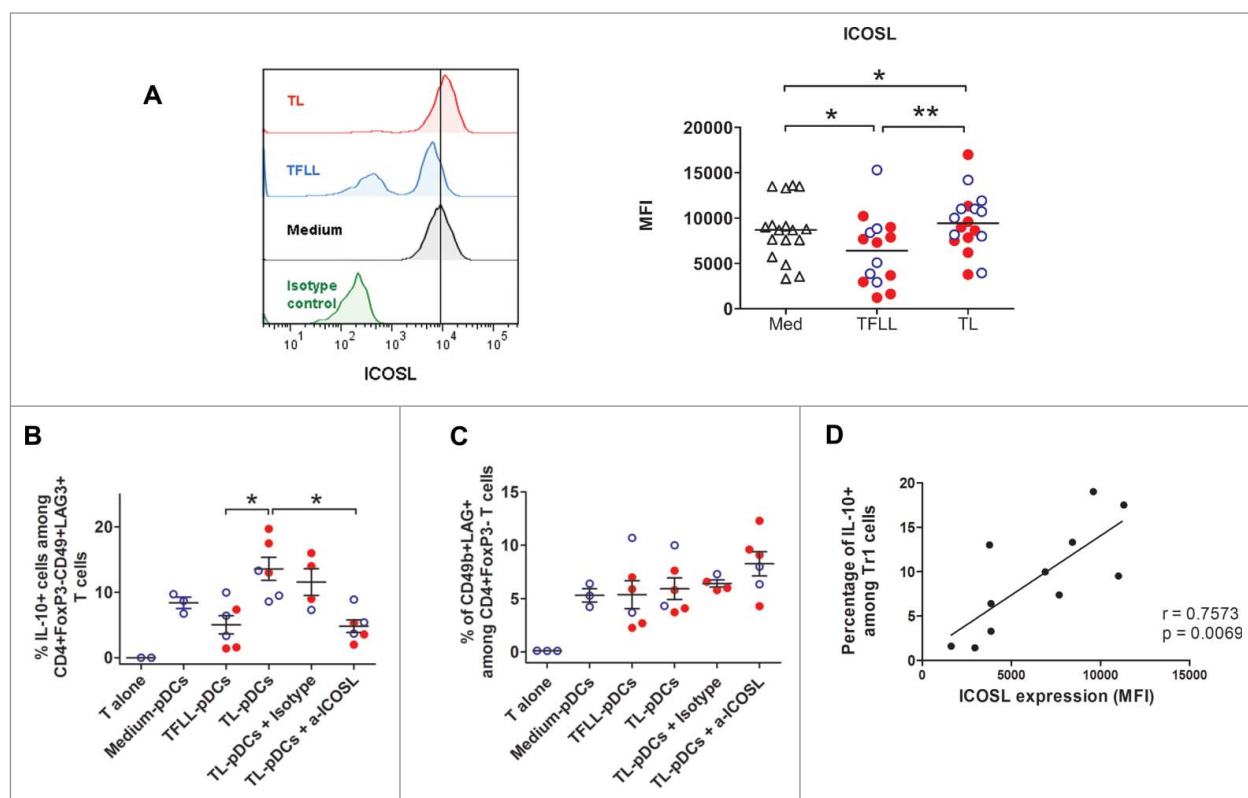 A
TL
TFLL
Medium
Isotype
control
10¹ 10² 10³ 10⁴ 10⁵
ICOSL
ICOSL
*
* **
20000
15000
10000
5000
0
MFI
Med TFLL TL
B
% IL-10+ cells among
CD4+FoxP3-CD49+LAG3+
T cells
* *
20
10
0
T alone
Medium-pDCs
TFLL-pDCs
TL-pDCs
TL-pDCs + Isotype
TL-pDCs + a-ICOSL
C
% of CD49b+LAG+
among CD4+FoxP3- T cells
15
10
5
0
T alone
Medium-pDCs
TFLL-pDCs
TL-pDCs
TL-pDCs + Isotype
TL-pDCs + a-ICOSL
D
Percentage of IL-10+
among Tr1 cells
20
15
10
5
0
r = 0.7573
p = 0.0069
0 5000 10000 15000
ICOSL expression (MFI)